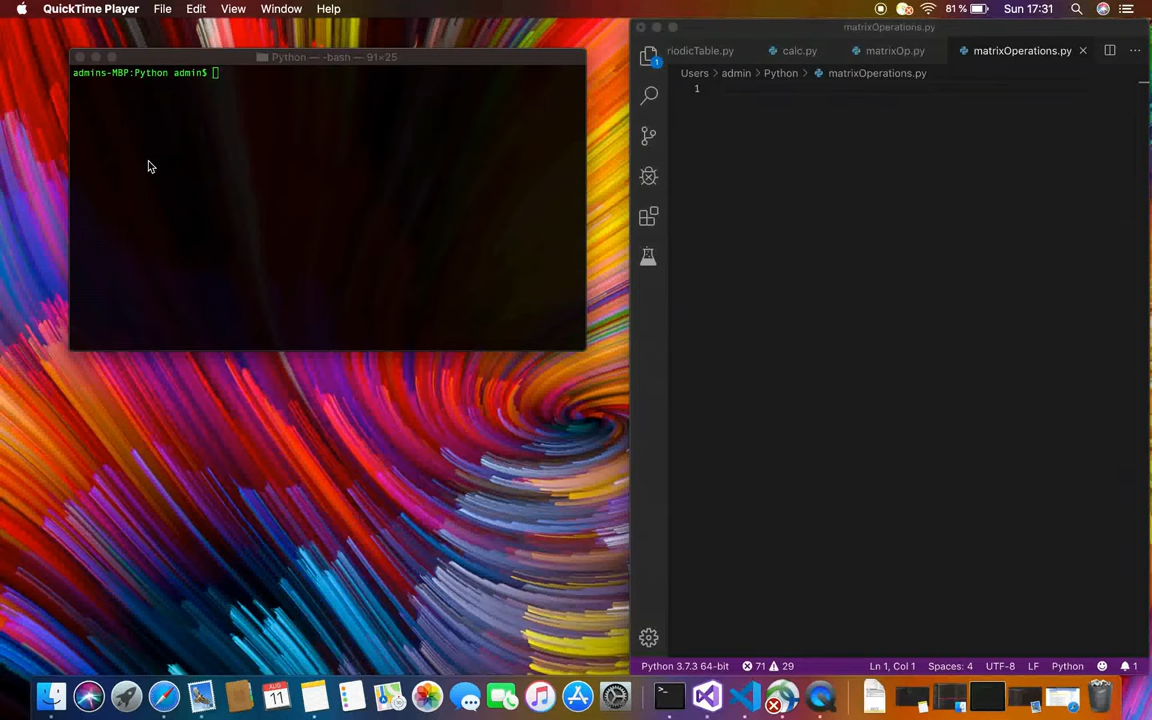 QuickTime Player File Edit View Window Help 81 % Sun 17:31
matrixOperations.py
Python — -bash — 91×25
admins-MBP:Python admin$
riodicTable.py calc.py matrixOp.py matrixOperations.py
Users > admin > Python > matrixOperations.py
1
1
Python 3.7.3 64-bit 71 29 Ln 1, Col 1 Spaces: 4 UTF-8 LF Python 1
11